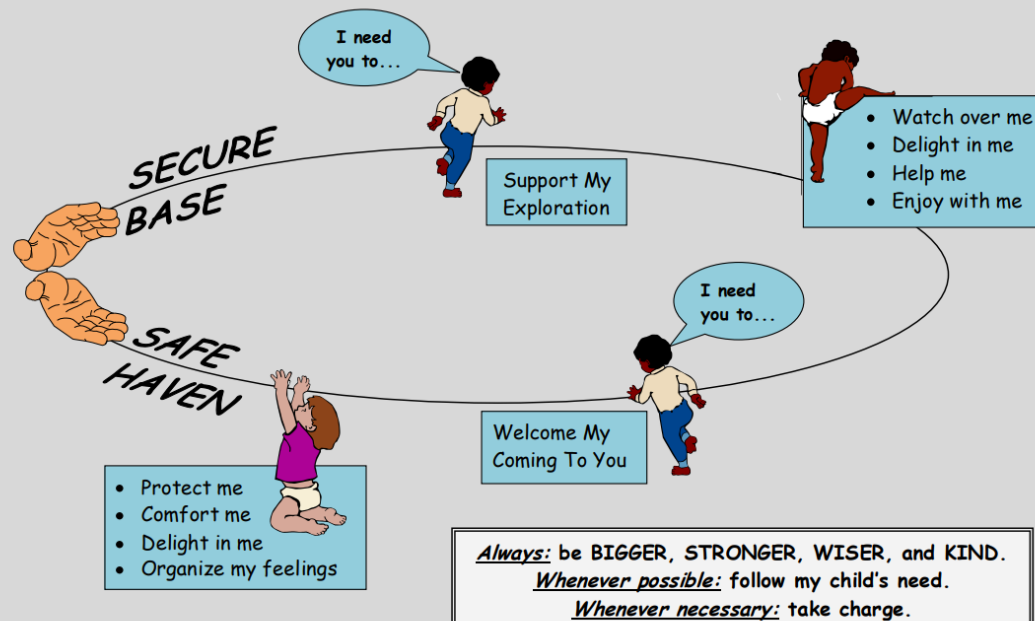 I need
you to...
SECURE
BASE
Support My
Exploration
• Watch over me
• Delight in me
• Help me
• Enjoy with me
I need
you to...
Welcome My
Coming To You
SAFE
HAVEN
• Protect me
• Comfort me
• Delight in me
• Organize my feelings
Always: be BIGGER, STRONGER, WISER, and KIND.
Whenever possible: follow my child's need.
Whenever necessary: take charge.